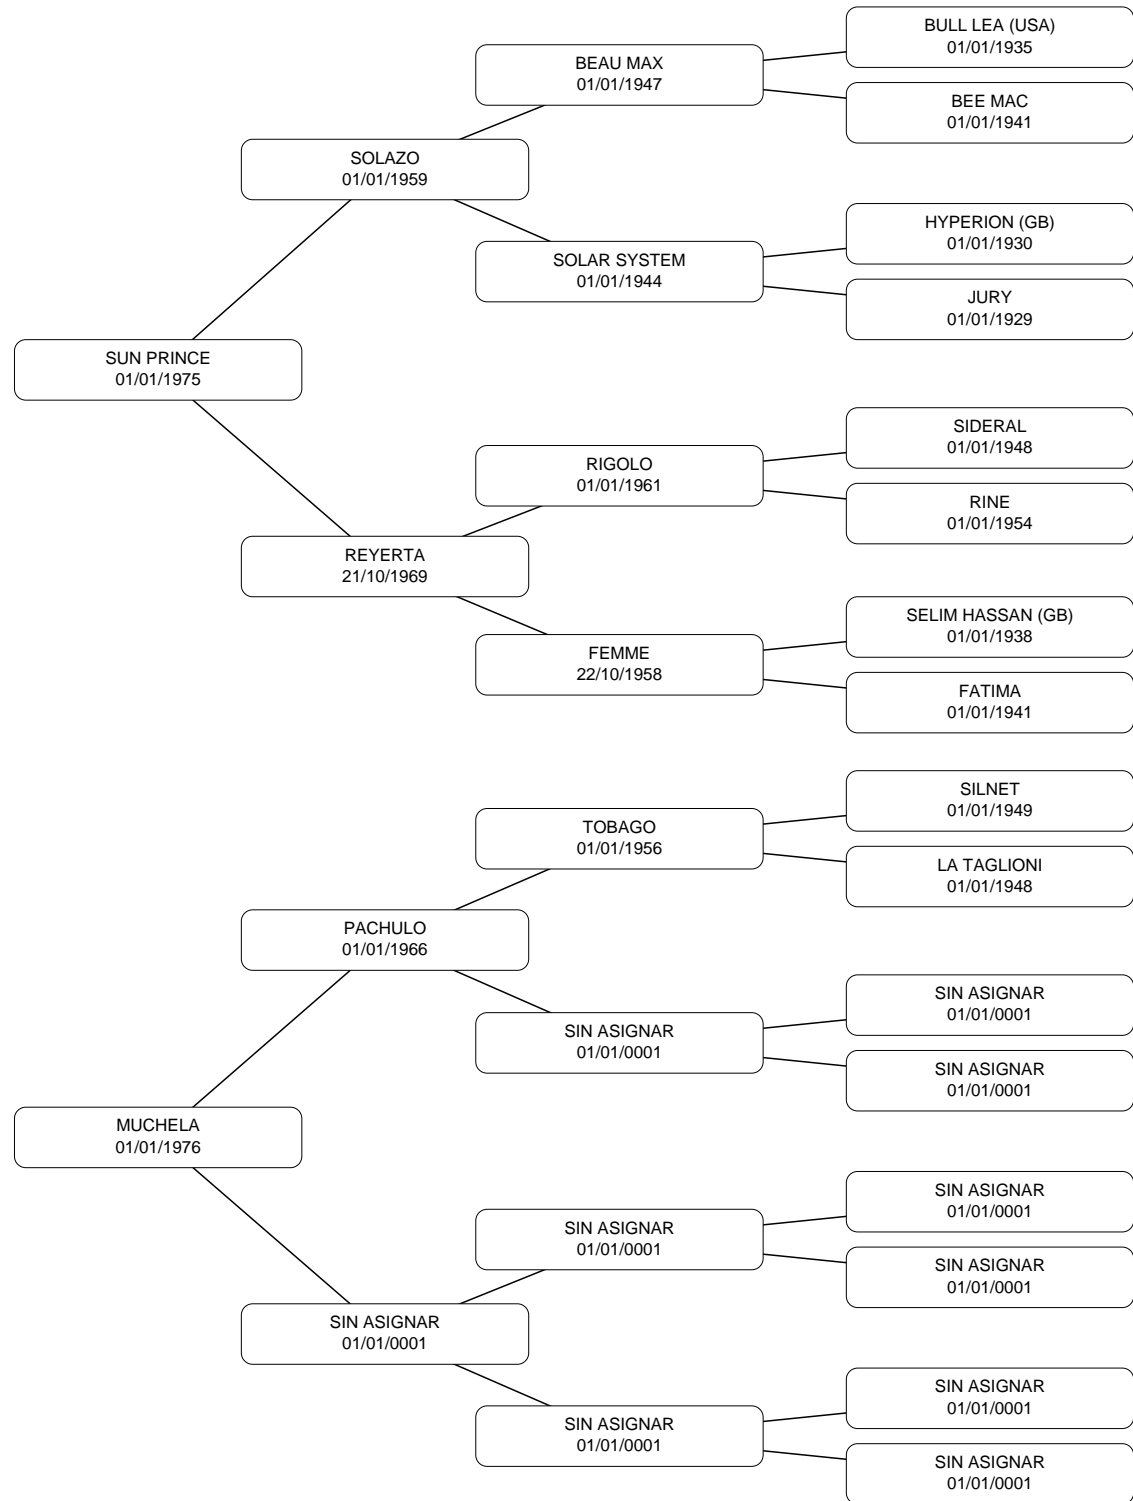 BULL LEA (USA)
01/01/1935
BEAU MAX
01/01/1947
BEE MAC
01/01/1941
SOLAZO
01/01/1959
HYPERION (GB)
01/01/1930
SOLAR SYSTEM
01/01/1944
JURY
01/01/1929
SUN PRINCE
01/01/1975
SIDERAL
01/01/1948
RIGOLO
01/01/1961
RINE
01/01/1954
REYERTA
21/10/1969
SELIM HASSAN (GB)
01/01/1938
FEMME
22/10/1958
FATIMA
01/01/1941
SILNET
01/01/1949
TOBAGO
01/01/1956
LA TAGLIONI
01/01/1948
PACHULO
01/01/1966
SIN ASIGNAR
01/01/0001
SIN ASIGNAR
01/01/0001
SIN ASIGNAR
01/01/0001
MUCHELA
01/01/1976
SIN ASIGNAR
01/01/0001
SIN ASIGNAR
01/01/0001
SIN ASIGNAR
01/01/0001
SIN ASIGNAR
01/01/0001
SIN ASIGNAR
01/01/0001
SIN ASIGNAR
01/01/0001
SIN ASIGNAR
01/01/0001